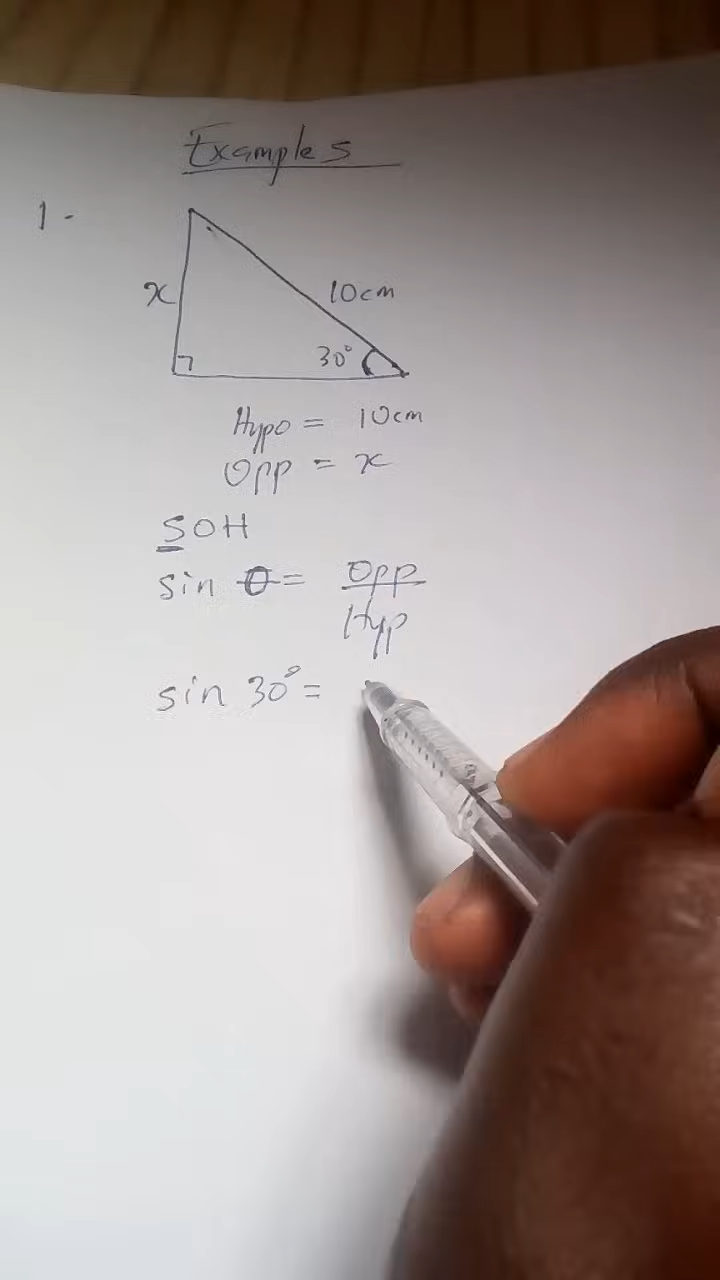 Examples
1-
x
10cm
30°
Hypo = 10cm
Opp = x
SOH
sin θ = Opp
Hyp
sin 30° =